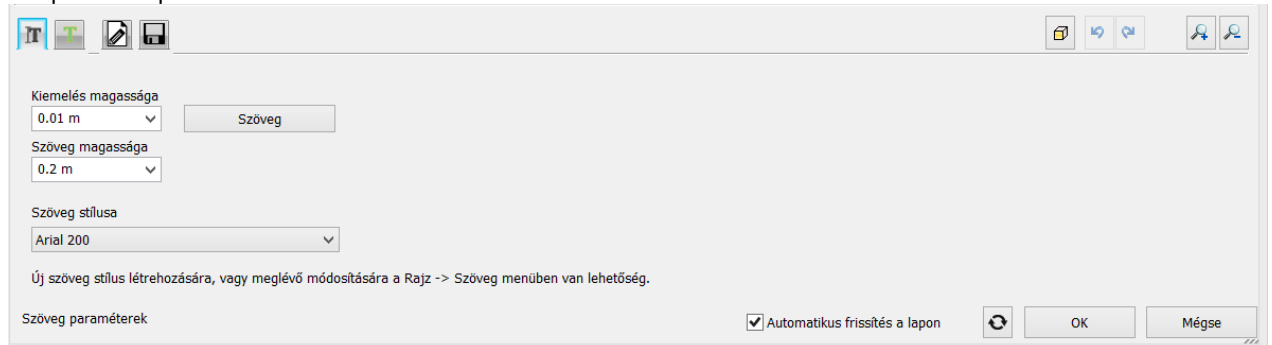 Kiemelés magassága
0.01 m
Szöveg
Szöveg magassága
0.2 m
Szöveg stílusa
Arial 200
Új szöveg stílus létrehozására, vagy meglévő módosítására a Rajz -> Szöveg menüben van lehetőség.
Szöveg paraméterek
Automatikus frissítés a lapon
OK
Mégse